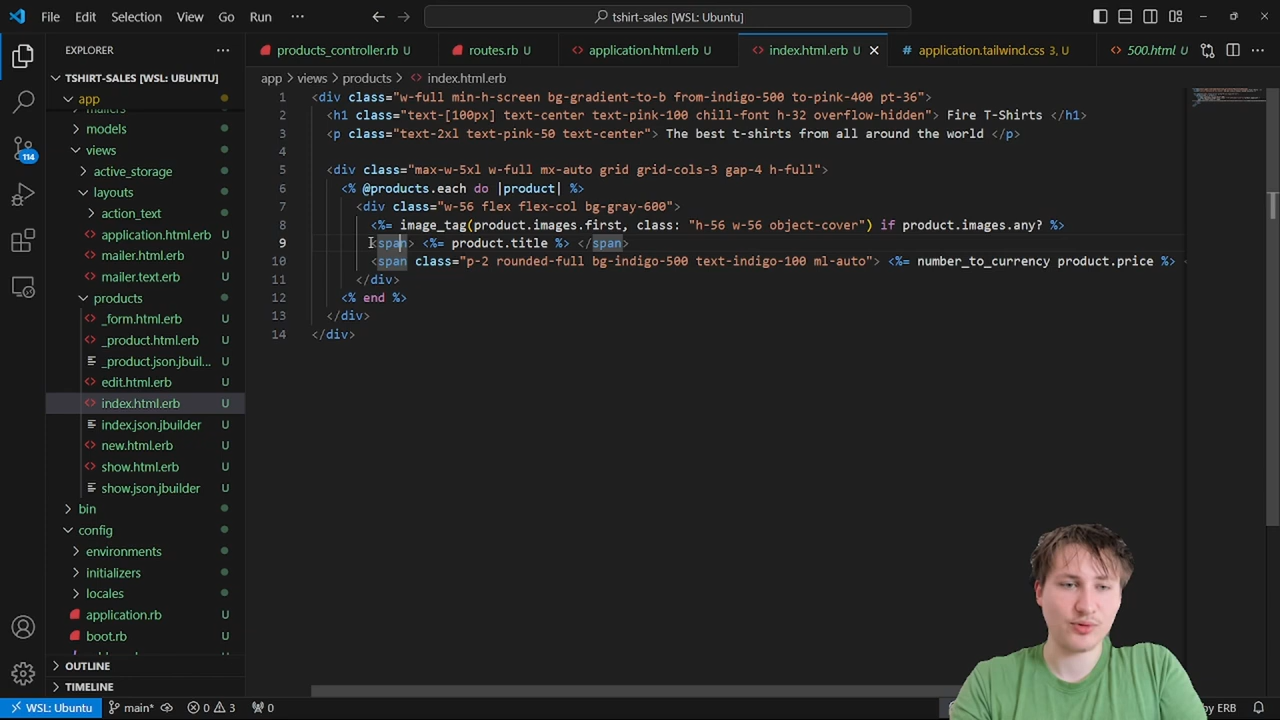 File Edit Selection View Go Run ··· tshirt-sales [WSL: Ubuntu]
EXPLORER ···
products_controller.rb U routes.rb U application.html.erb U index.html.erb U application.tailwind.css 3, U 500.html U ···
TSHIRT-SALES [WSL: UBUNTU]
app > views > products > index.html.erb
app
mailers
models
views
active_storage
layouts
action_text
application.html.erb U
mailer.html.erb U
mailer.text.erb U
products
_form.html.erb U
_product.html.erb U
_product.json.jbuil... U
edit.html.erb U
index.html.erb U
index.json.jbuilder U
new.html.erb U
show.html.erb U
show.json.jbuilder U
bin
config
environments
initializers
locales
application.rb U
boot.rb U
OUTLINE
TIMELINE
114
1 <div class="w-full min-h-screen bg-gradient-to-b from-indigo-500 to-pink-400 pt-36">
2 <h1 class="text-[100px] text-center text-pink-100 chill-font h-32 overflow-hidden"> Fire T-Shirts </h1>
3 <p class="text-2xl text-pink-50 text-center"> The best t-shirts from all around the world </p>
4
5 <div class="max-w-5xl w-full mx-auto grid grid-cols-3 gap-4 h-full">
6 <% @products.each do |product| %>
7 <div class="w-56 flex flex-col bg-gray-600">
8 <%= image_tag(product.images.first, class: "h-56 w-56 object-cover") if product.images.any? %>
9 <span> <%= product.title %> </span>
10 <span class="p-2 rounded-full bg-indigo-500 text-indigo-100 ml-auto"> <%= number_to_currency product.price %> <
11 </div>
12 <% end %>
13 </div>
14 </div>
WSL: Ubuntu main* 0 3 0 by ERB